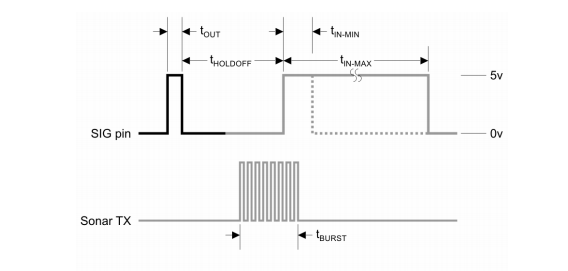 tOUT
tIN-MIN
tHOLDOFF
tIN-MAX
5v
SIG pin
0v
Sonar TX
tBURST